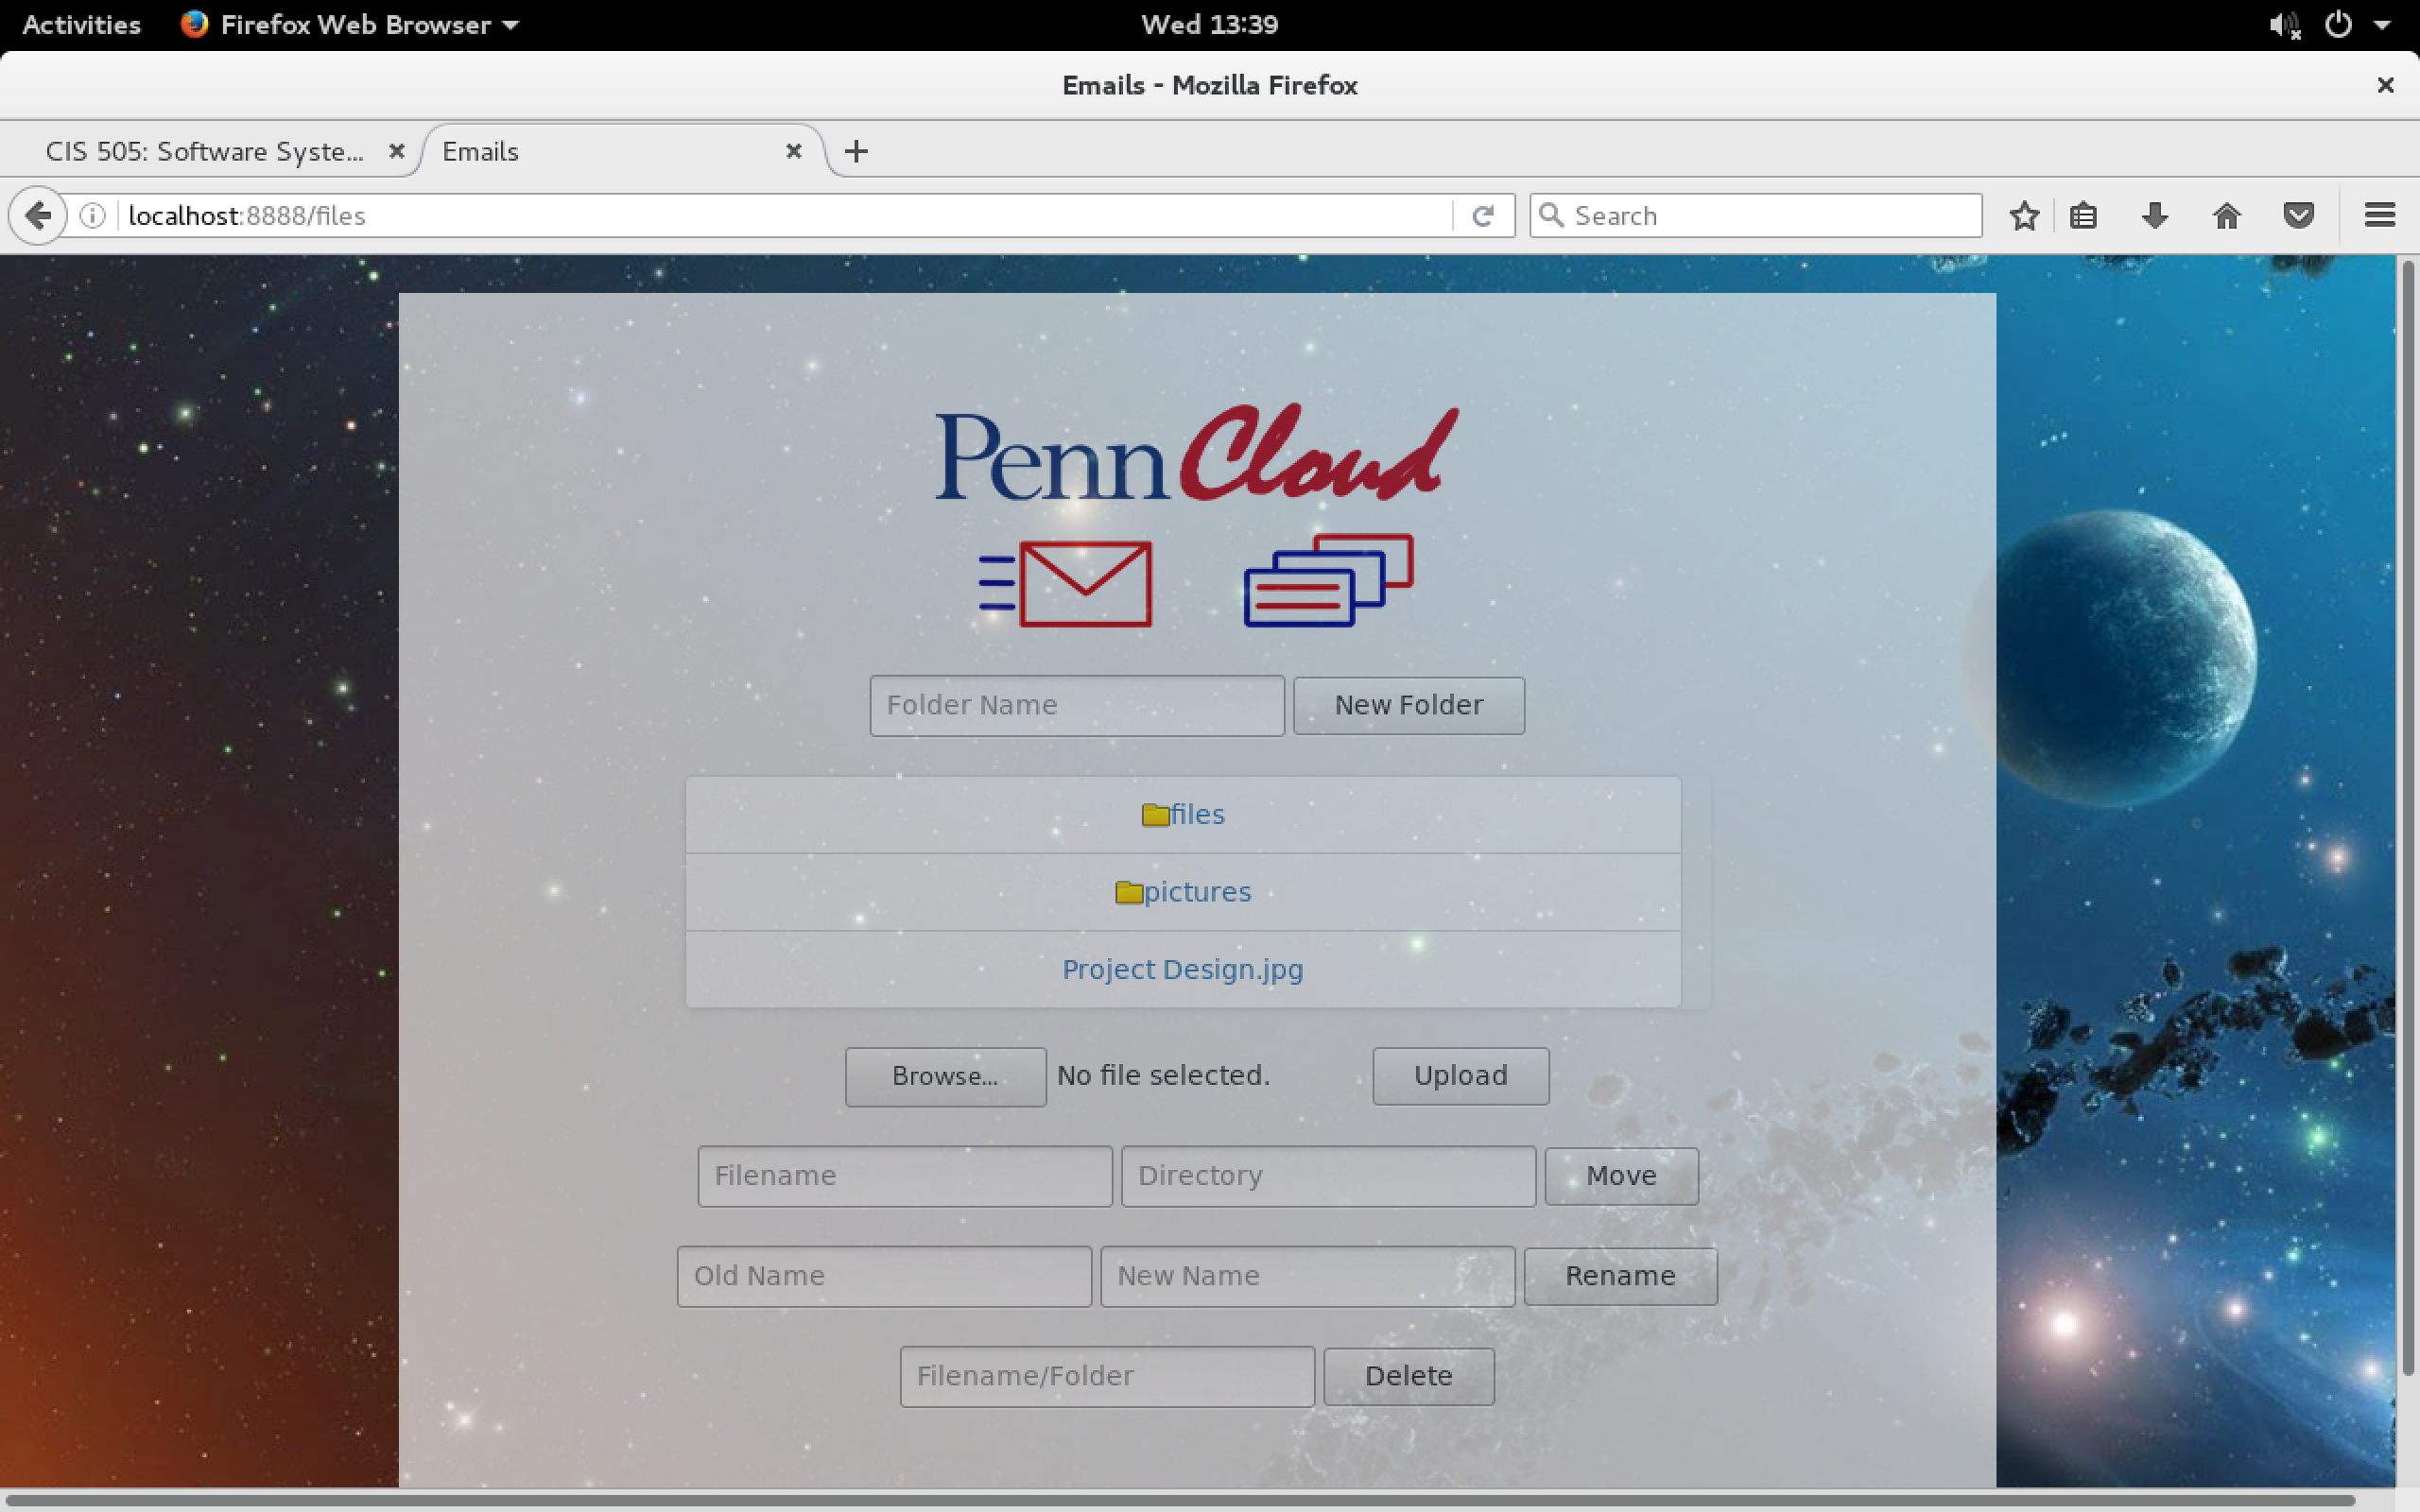 Activities Firefox Web Browser Wed 13:39
Emails - Mozilla Firefox
CIS 505: Software Syste... Emails
localhost:8888/files Search
Penn Cloud
Folder Name New Folder
files
pictures
Project Design.jpg
Browse... No file selected. Upload
Filename Directory Move
Old Name New Name Rename
Filename/Folder Delete